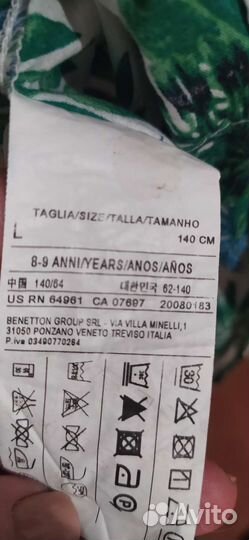 TAGLIA/SIZE/TALLA/TAMANHO
L 140 CM
8-9 ANNI/YEARS/ANOS/AÑOS
中国 140/64 대한민국 62-140
US RN 64961 CA 07697 20080183
BENETTON GROUP SRL - VIA VILLA MINELLI,1
31050 PONZANO VENETO TREVISO ITALIA
P.iva 03490770264
30
Avito